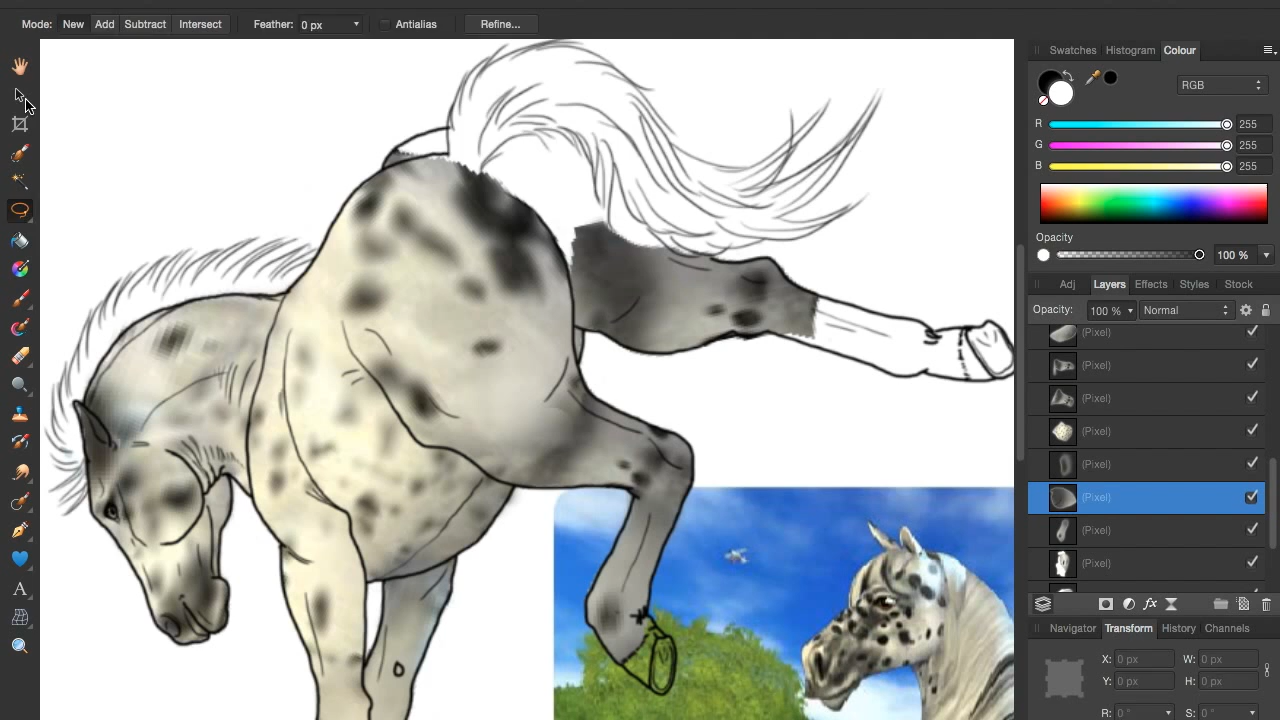 Mode: New Add Subtract Intersect Feather: 0 px Antialias Refine...
Swatches Histogram Colour
RGB
R 255
G 255
B 255
Opacity
100 %
Adj Layers Effects Styles Stock
Opacity: 100 % Normal
(Pixel)
(Pixel)
(Pixel)
(Pixel)
(Pixel)
(Pixel)
(Pixel)
(Pixel)
fx
A
Navigator Transform History Channels
X: 0 px W: 0 px
Y: 0 px H: 0 px
R: 0 ° S: 0 °